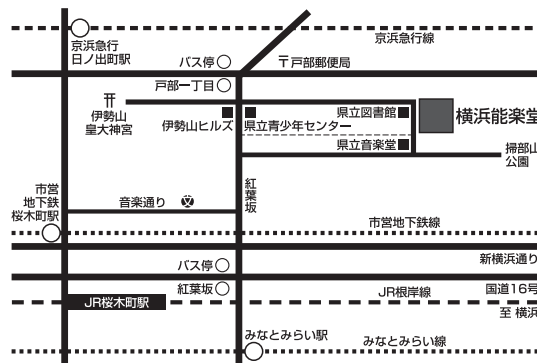 京浜急行
日ノ出町駅
京浜急行線
バス停
〒戸部郵便局
戸部一丁目
伊勢山
皇大神宮
伊勢山ヒルズ
県立青少年センター
県立図書館
横浜能楽堂
県立音楽堂
掃部山
公園
市営
地下鉄
桜木町駅
音楽通り
紅葉坂
市営地下鉄線
新横浜通り
バス停
紅葉坂
JR根岸線
国道16号
JR桜木町駅
至 横浜
みなとみらい駅
みなとみらい線